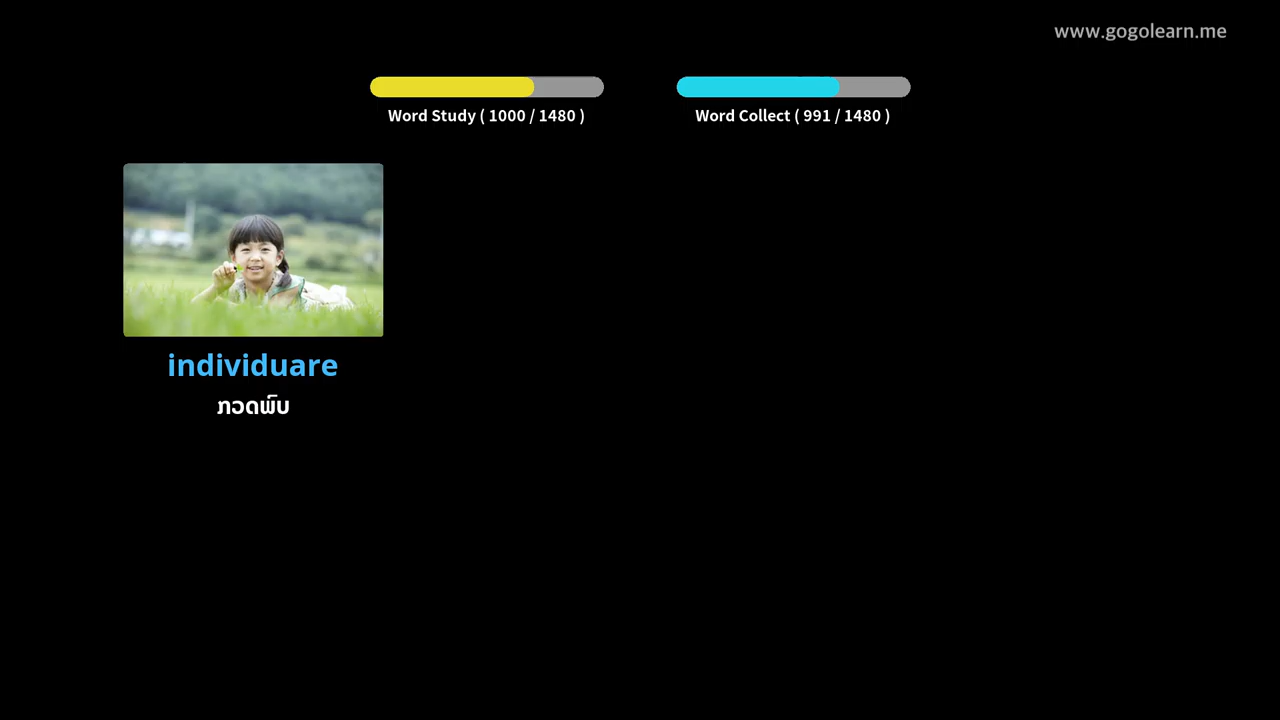 www.gogolearn.me
Word Study ( 1000 / 1480 )
Word Collect ( 991 / 1480 )
individuare
ກວດພົບ